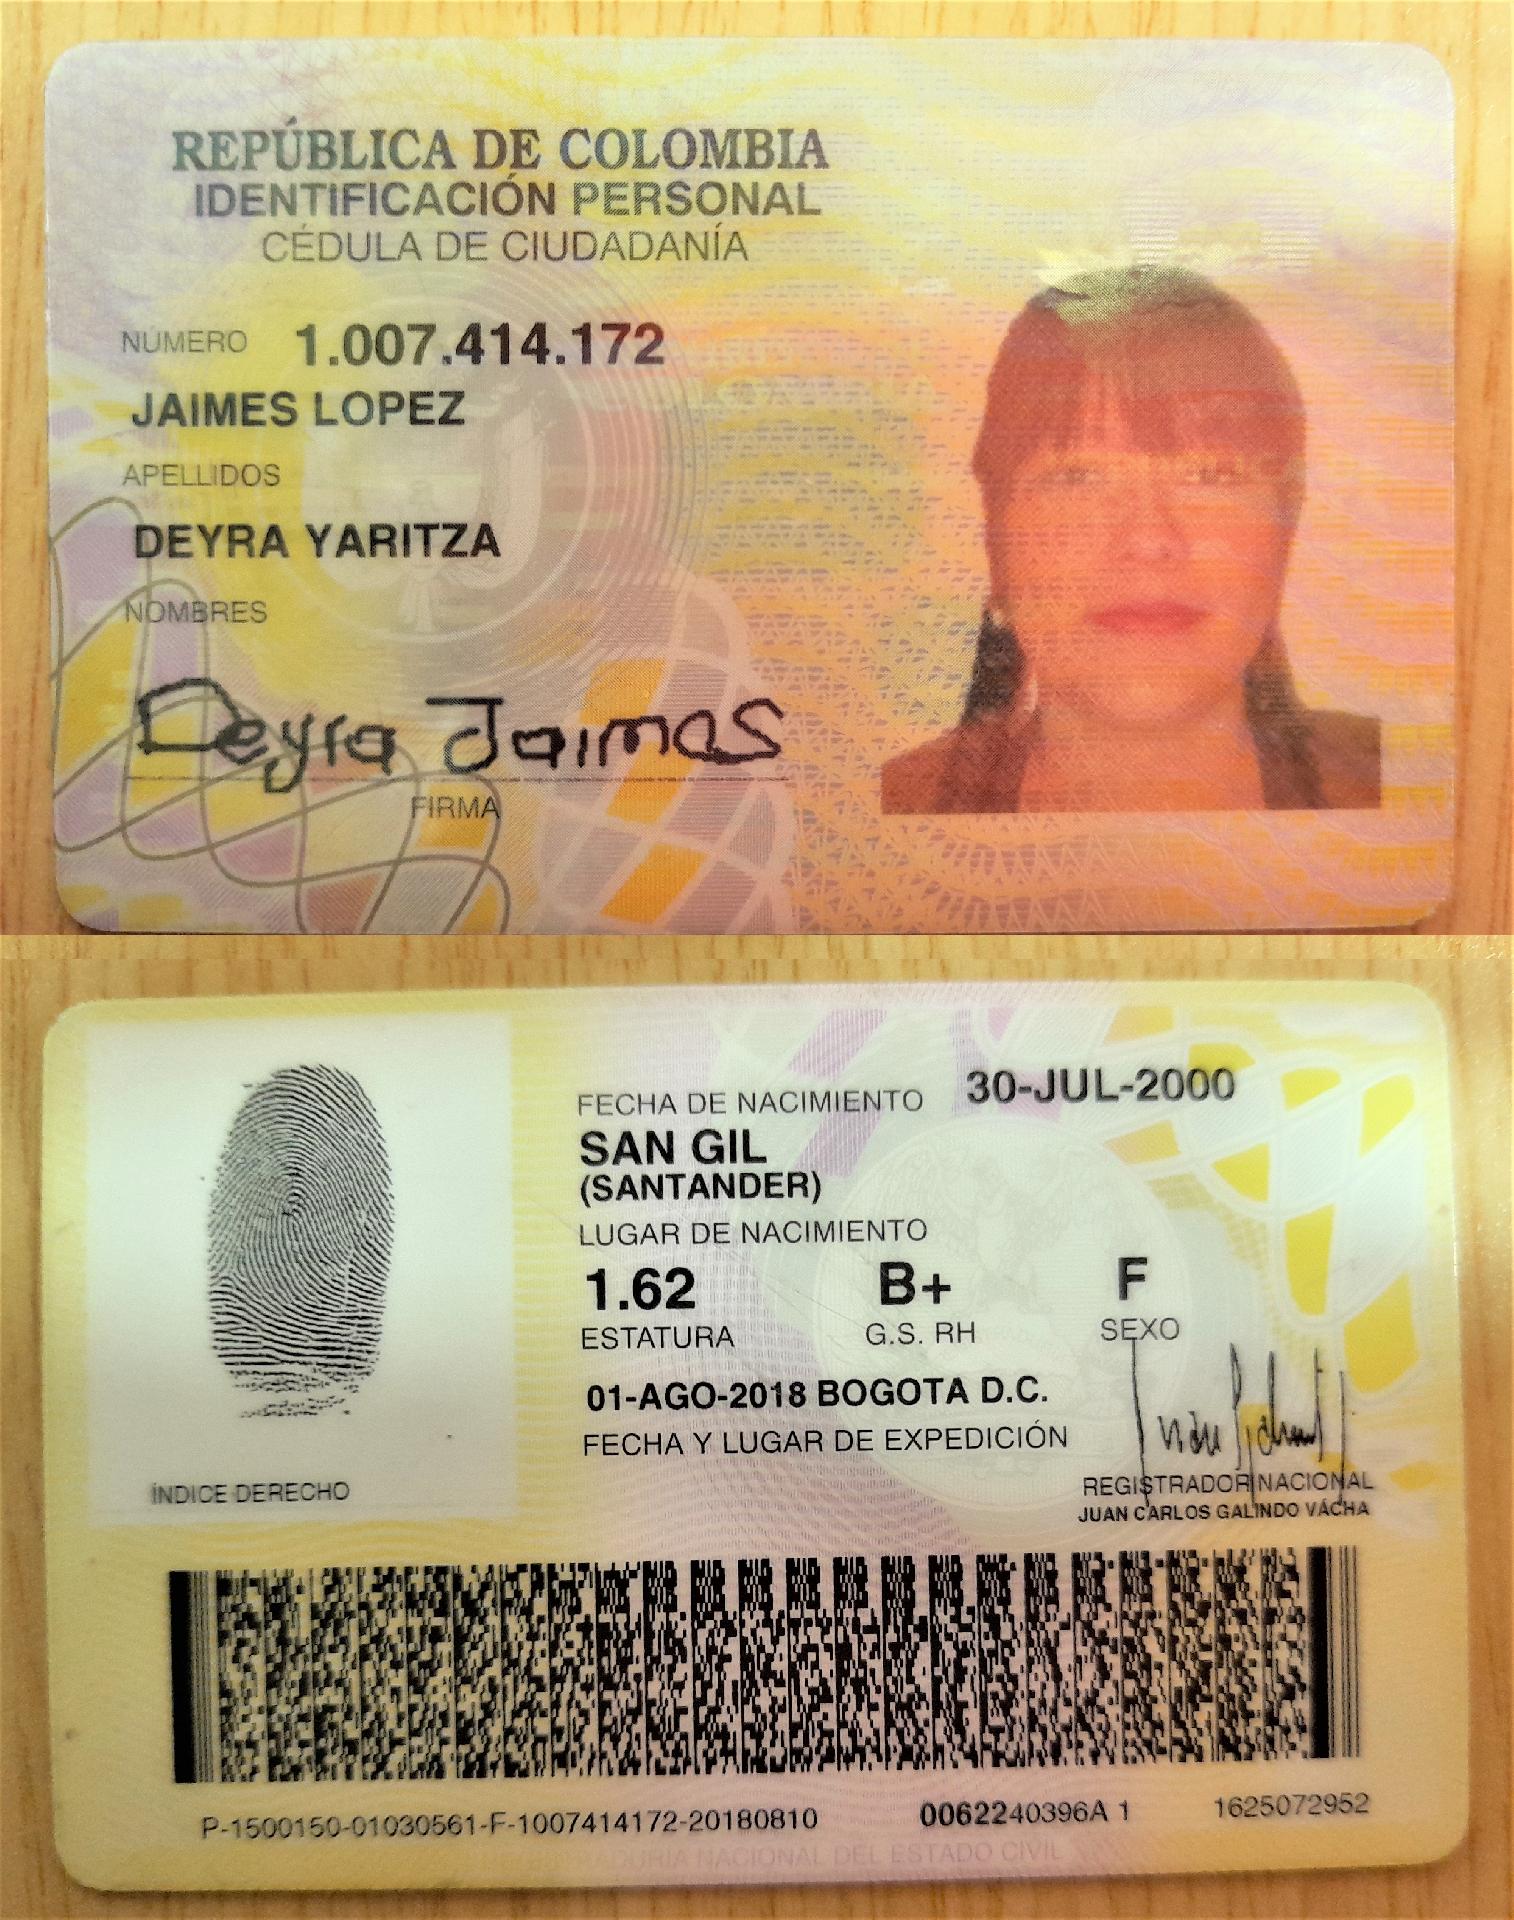 REPÚBLICA DE COLOMBIA
IDENTIFICACIÓN PERSONAL
CÉDULA DE CIUDADANÍA
NÚMERO 1.007.414.172
JAIMES LOPEZ
APELLIDOS
DEYRA YARITZA
NOMBRES
Deyra Jaimes
FIRMA
FECHA DE NACIMIENTO 30-JUL-2000
SAN GIL
(SANTANDER)
LUGAR DE NACIMIENTO
1.62 B+ F
ESTATURA G.S. RH SEXO
01-AGO-2018 BOGOTA D.C.
FECHA Y LUGAR DE EXPEDICIÓN
ÍNDICE DERECHO
REGISTRADOR NACIONAL
JUAN CARLOS GALINDO VÁCHA
P-1500150-01030561-F-1007414172-20180810 0062240396A 1 1625072952
NACIONAL DEL ESTADO CIVIL